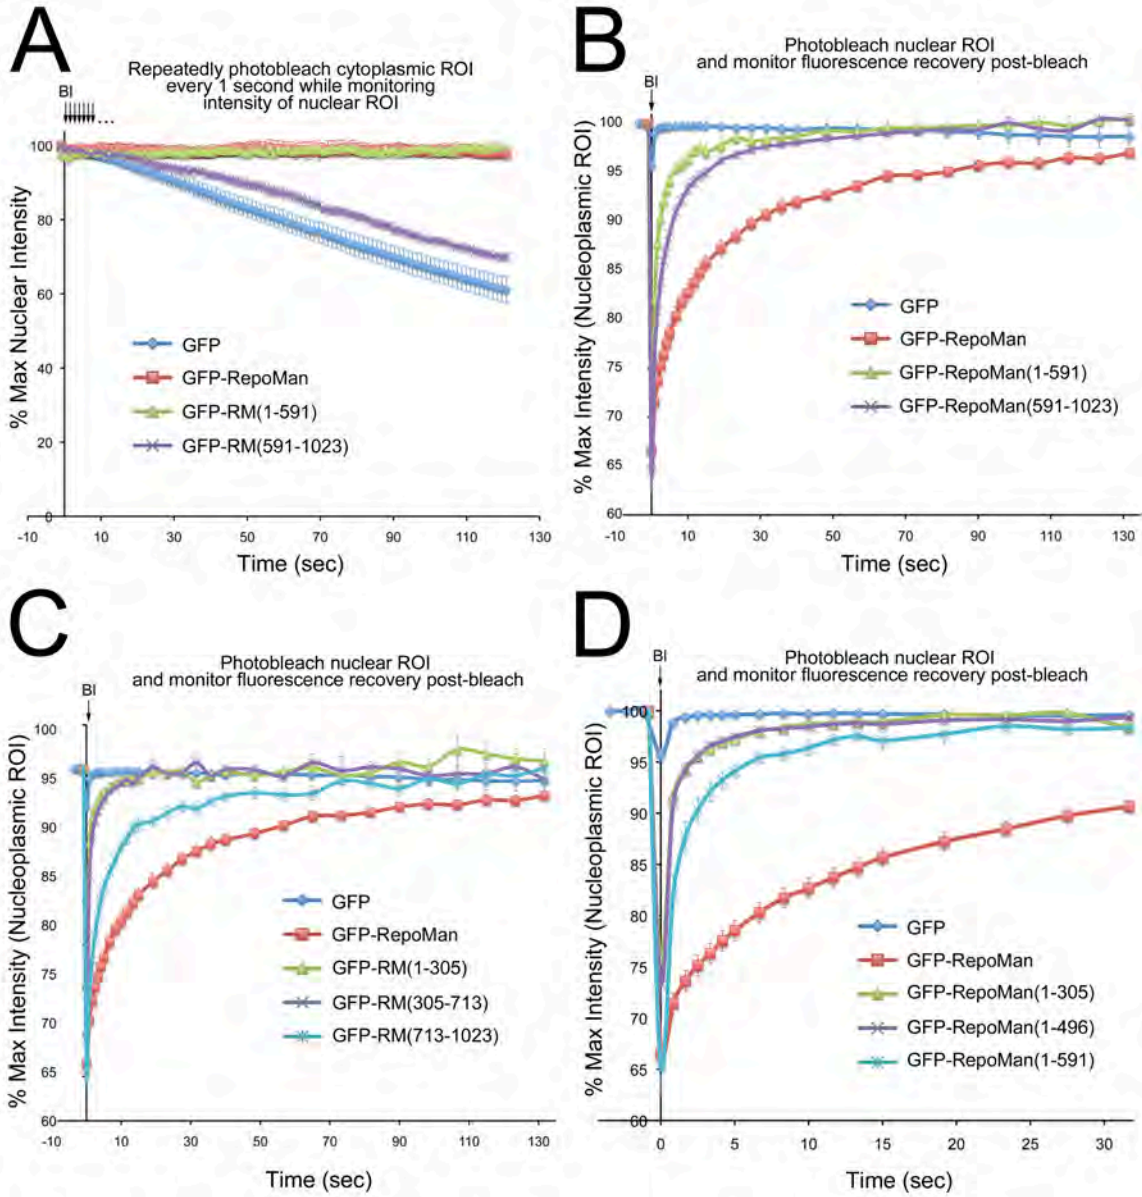 A
Repeatedly photobleach cytoplasmic ROI
every 1 second while monitoring
intensity of nuclear ROI
Bl
...
% Max Nuclear Intensity
100
80
60
40
20
0
-10
10
30
50
70
90
110
130
Time (sec)
GFP
GFP-RepoMan
GFP-RM(1-591)
GFP-RM(591-1023)
B
Photobleach nuclear ROI
and monitor fluorescence recovery post-bleach
Bl
% Max Intensity (Nucleoplasmic ROI)
100
95
90
85
80
75
70
65
60
-10
10
30
50
70
90
110
130
Time (sec)
GFP
GFP-RepoMan
GFP-RepoMan(1-591)
GFP-RepoMan(591-1023)
C
Photobleach nuclear ROI
and monitor fluorescence recovery post-bleach
Bl
% Max Intensity (Nucleoplasmic ROI)
100
95
90
85
80
75
70
65
60
-10
10
30
50
70
90
110
130
Time (sec)
GFP
GFP-RepoMan
GFP-RM(1-305)
GFP-RM(305-713)
GFP-RM(713-1023)
D
Photobleach nuclear ROI
and monitor fluorescence recovery post-bleach
Bl
% Max Intensity (Nucleoplasmic ROI)
100
95
90
85
80
75
70
65
60
0
5
10
15
20
25
30
Time (sec)
GFP
GFP-RepoMan
GFP-RepoMan(1-305)
GFP-RepoMan(1-496)
GFP-RepoMan(1-591)